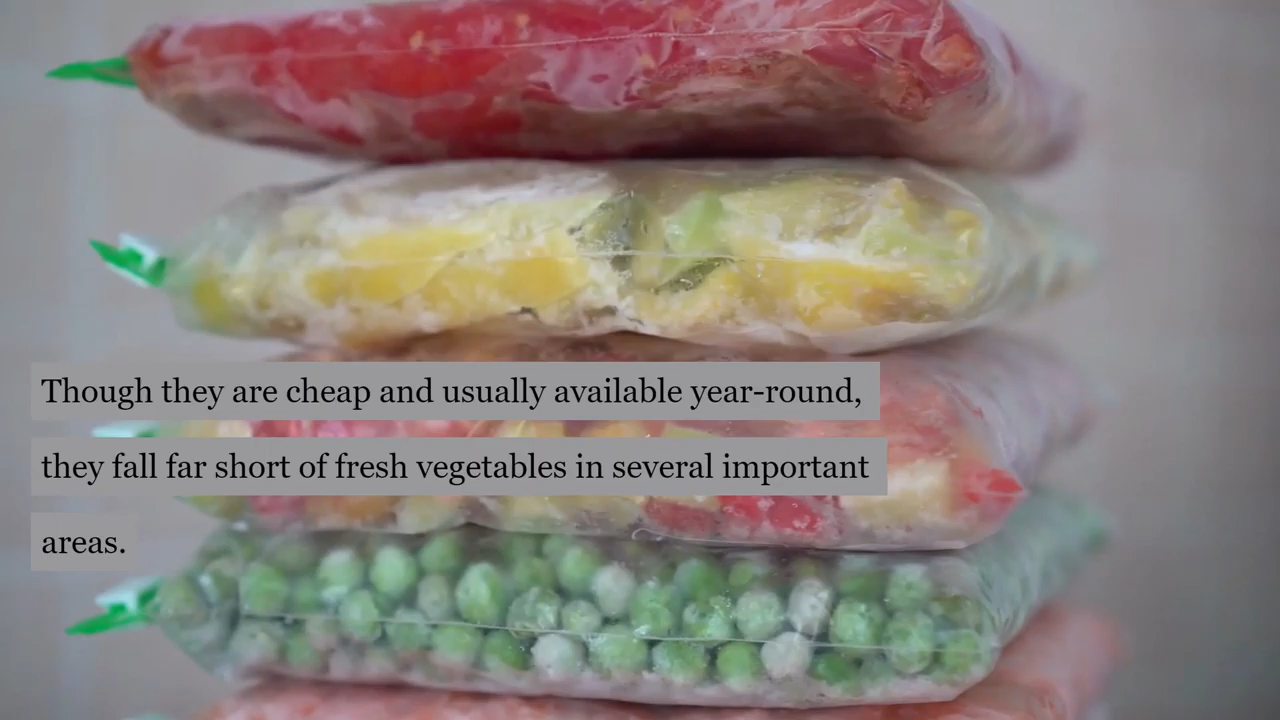 Though they are cheap and usually available year-round,
they fall far short of fresh vegetables in several important
areas.